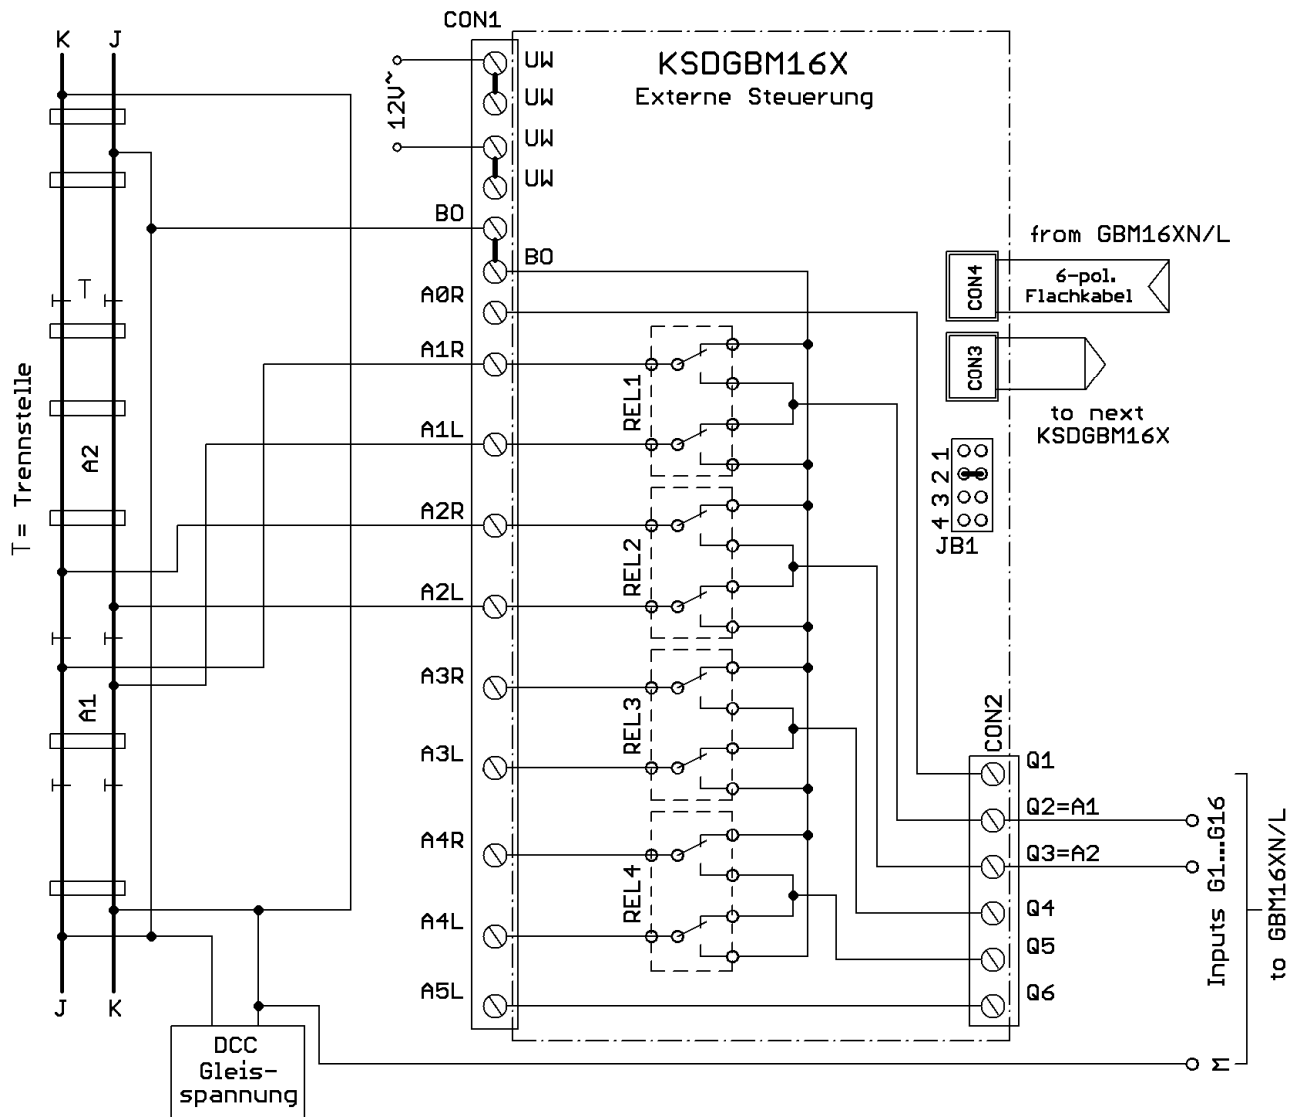 CON1
K J
KSDGBM16X
Externe Steuerung
12V~
UW
UW
UW
UW
BO
BO
A0R
A1R
A1L
A2R
A2L
A3R
A3L
A4R
A4L
A5L
T
T= Trennstelle
A2
A1
J K
DCC
Gleis-
spannung
REL1
REL2
REL3
REL4
from GBM16XN/L
CON4
6-pol.
Flachkabel
CON3
to next
KSDGBM16X
1
2
3
4
JB1
CON2
Q1
Q2=A1
Q3=A2
Q4
Q5
Q6
Inputs G1...G16
M
to GBM16XN/L